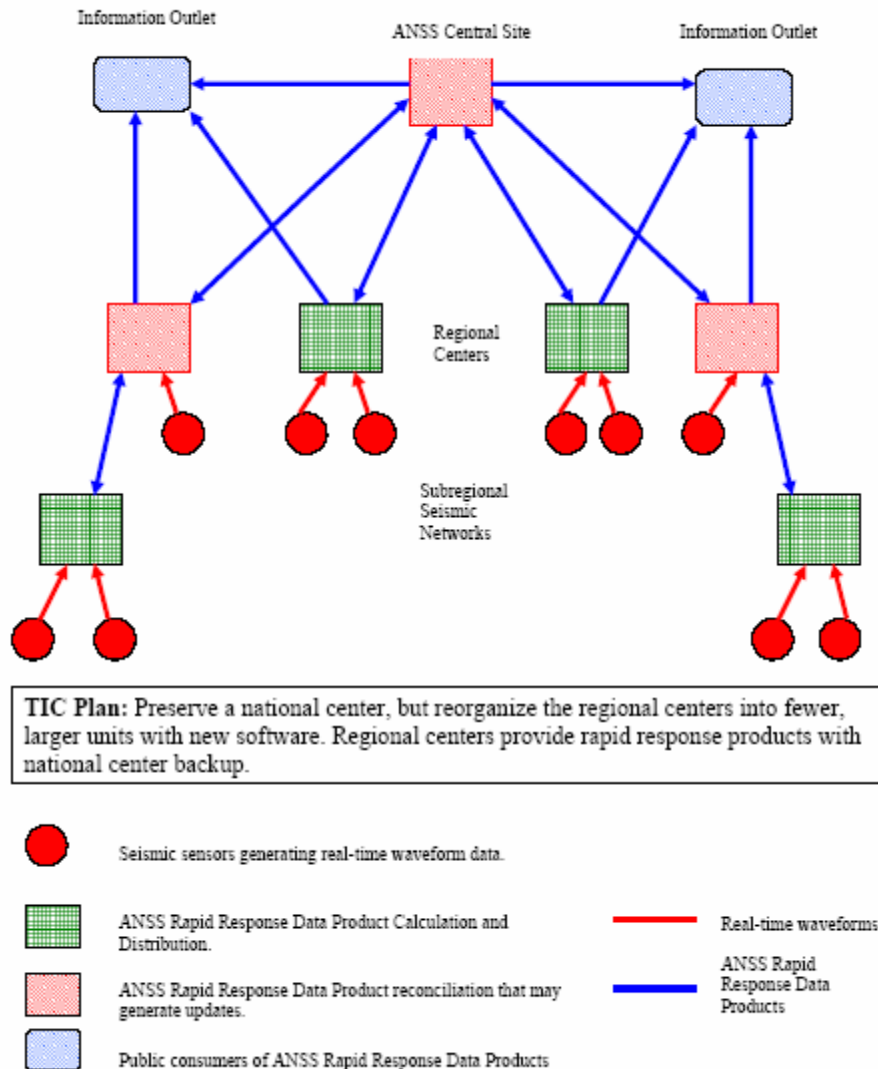 Information Outlet
ANSS Central Site
Information Outlet
Regional
Centers
Subregional
Seismic
Networks
TIC Plan: Preserve a national center, but reorganize the regional centers into fewer,
larger units with new software. Regional centers provide rapid response products with
national center backup.
Seismic sensors generating real-time waveform data.
ANSS Rapid Response Data Product Calculation and
Distribution.
Real-time waveforms
ANSS Rapid Response Data Product reconciliation that may
generate updates.
ANSS Rapid
Response Data
Products
Public consumers of ANSS Rapid Response Data Products